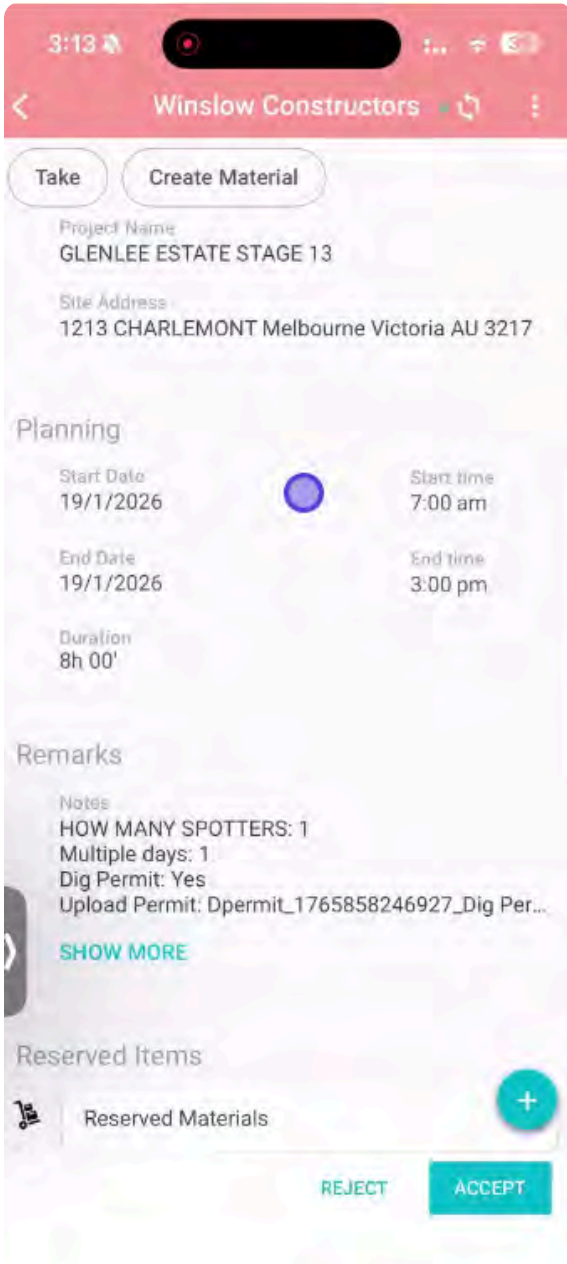 3:13
Winslow Constructors
Take
Create Material
Project Name
GLENLEE ESTATE STAGE 13
Site Address
1213 CHARLEMONT Melbourne Victoria AU 3217
Planning
Start Date
Start time
19/1/2026
7:00 am
End Date
End time
19/1/2026
3:00 pm
Duration
8h 00'
Remarks
Notes
HOW MANY SPOTTERS: 1
Multiple days: 1
Dig Permit: Yes
Upload Permit: Dpermit_1765858246927_Dig Per...
SHOW MORE
Reserved Items
Reserved Materials
REJECT
ACCEPT